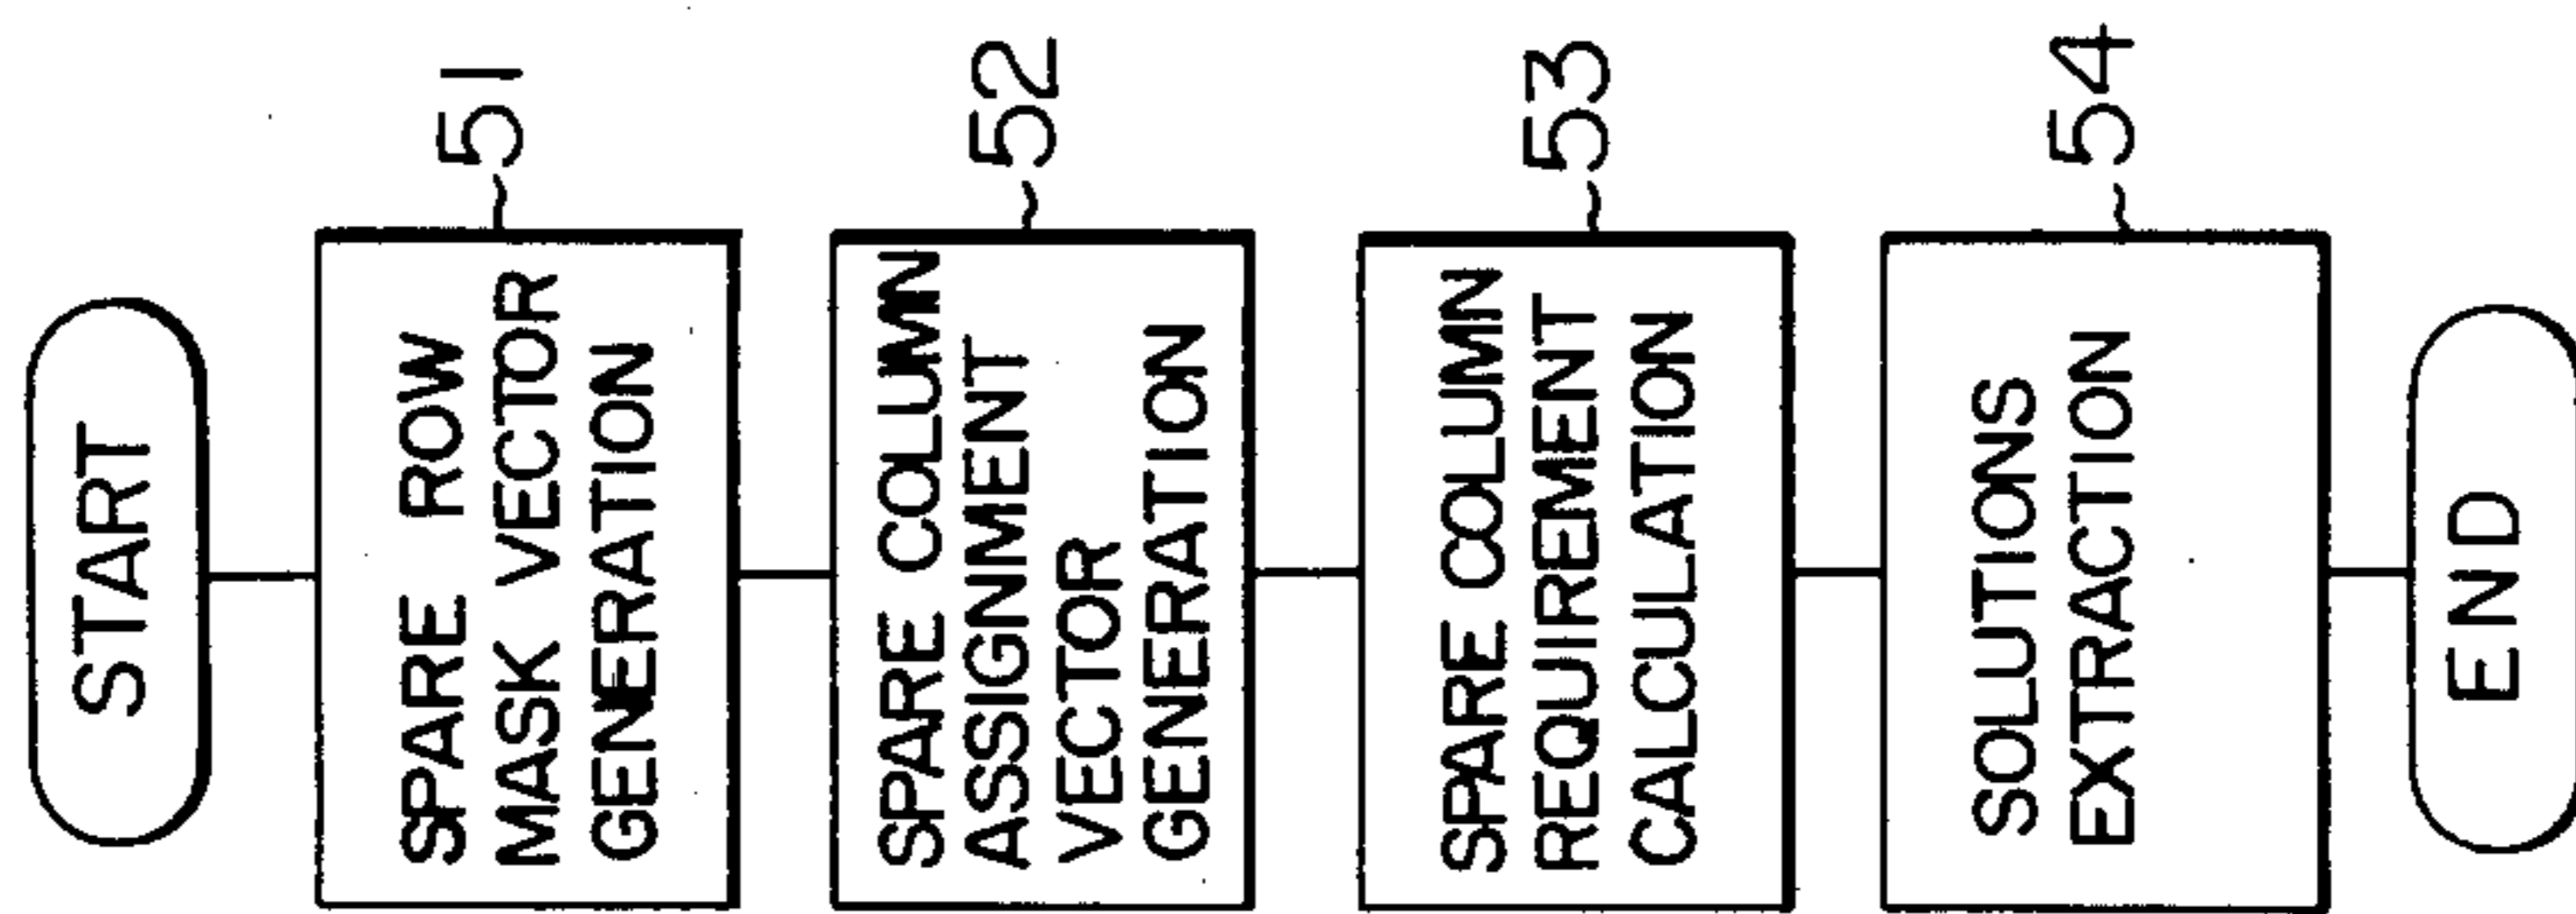 START
SPARE ROW
MASK VECTOR
GENERATION
51
SPARE COLUMN
ASSIGNMENT
VECTOR
GENERATION
52
SPARE COLUMN
REQUIREMENT
CALCULATION
53
SOLUTIONS
EXTRACTION
54
END